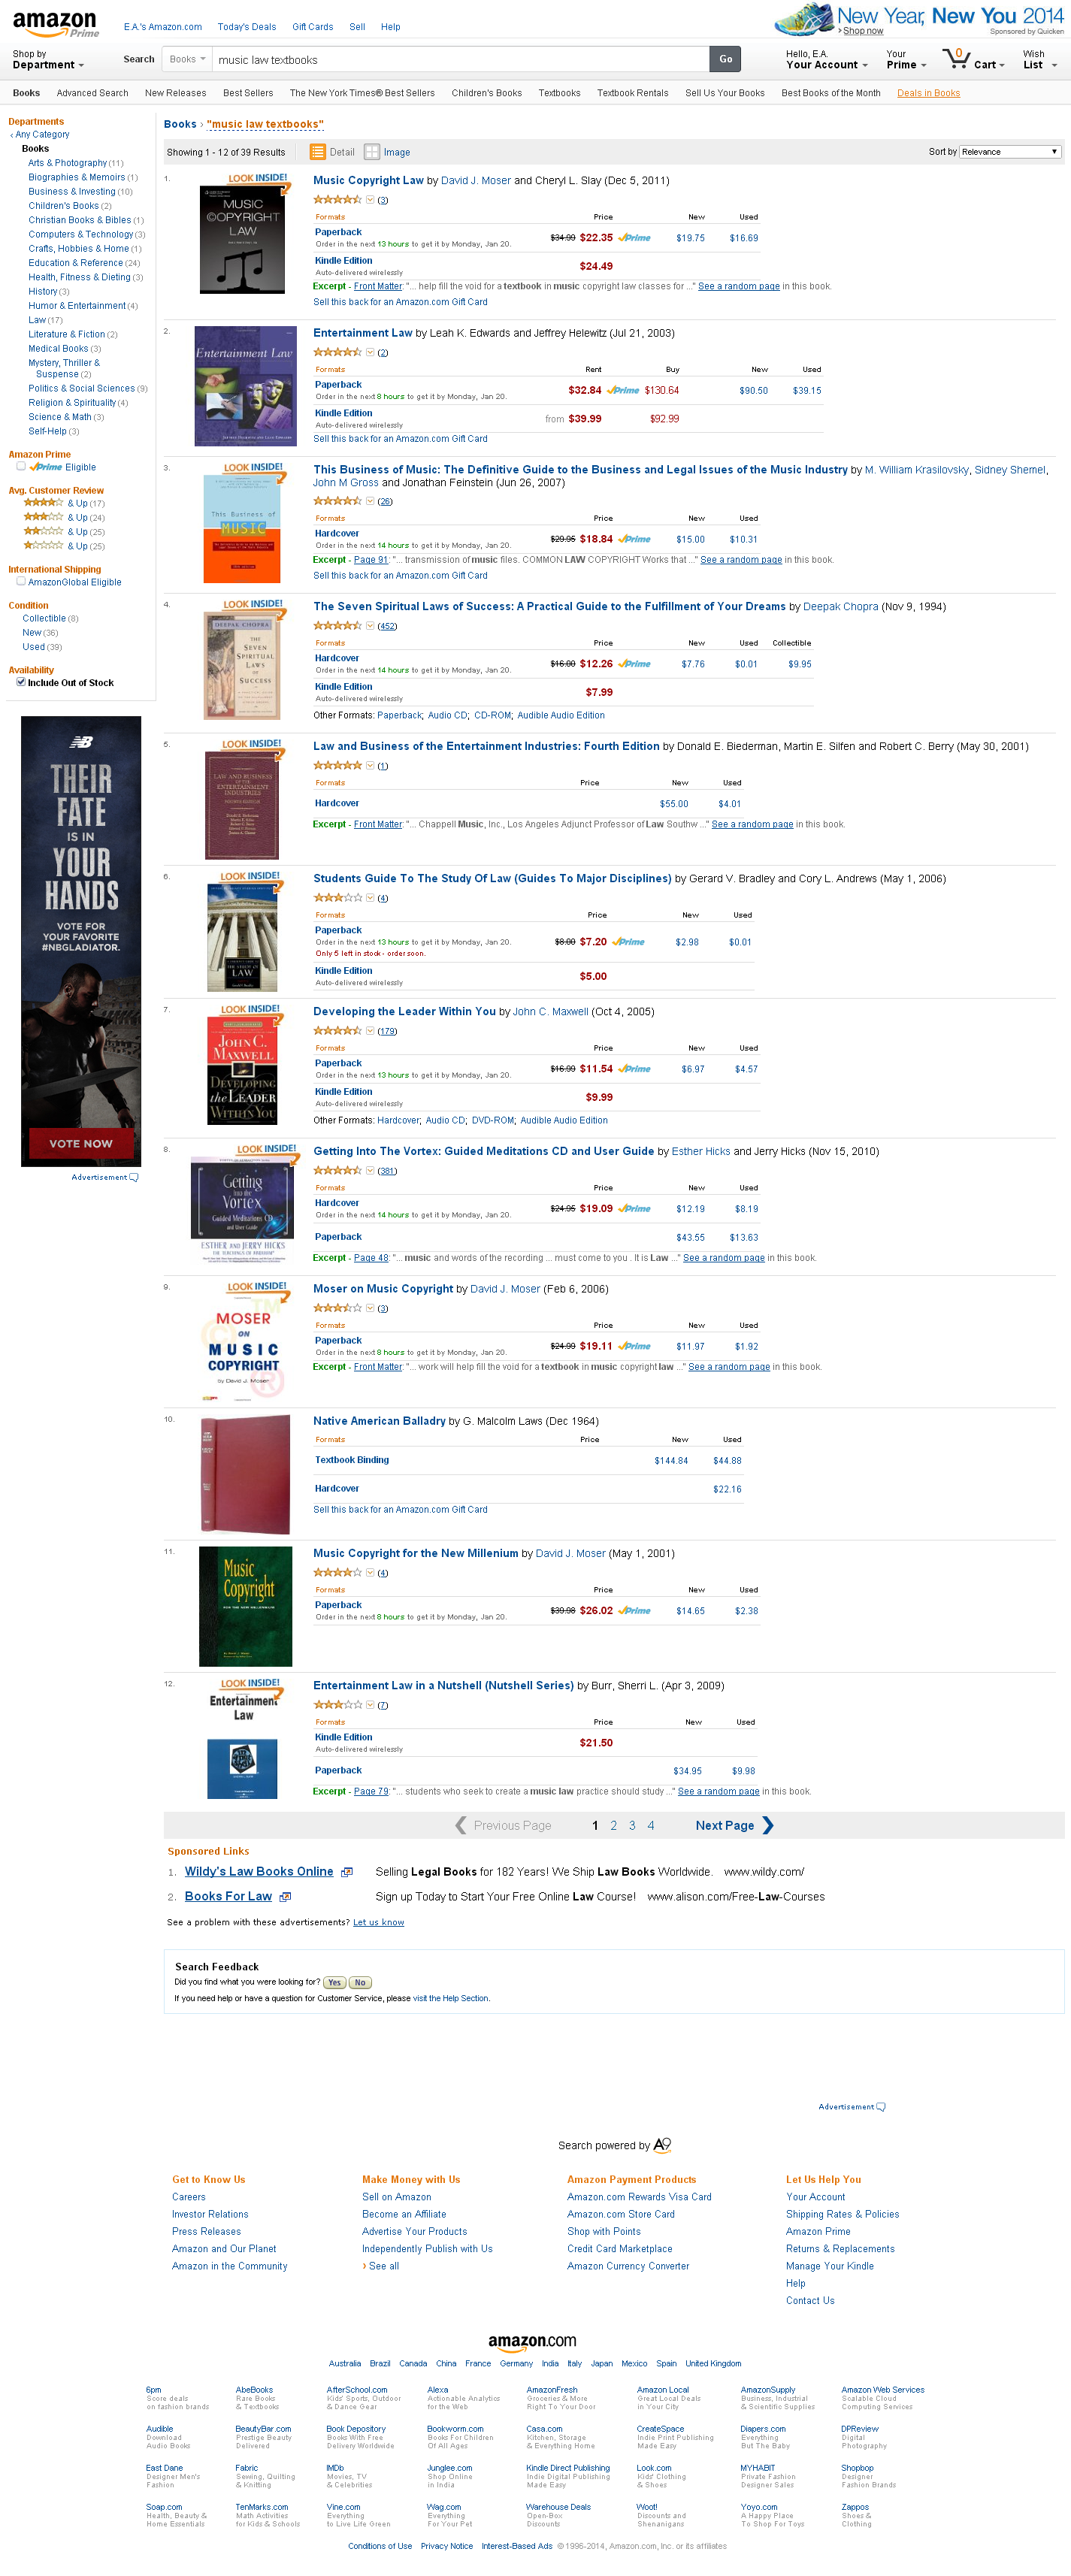 amazon
Prime
E.A.'s Amazon.com Today's Deals Gift Cards Sell Help
New Year, New You 2014
Shop now
Sponsored by Quicken
Shop by
Department
Search Books music law textbooks Go
Hello, E.A.
Your Account
Your
Prime
0
Cart
Wish
List
Books Advanced Search New Releases Best Sellers The New York Times® Best Sellers Children's Books Textbooks Textbook Rentals Sell Us Your Books Best Books of the Month Deals in Books
Departments
‹ Any Category
Books
Arts & Photography (11)
Biographies & Memoirs (1)
Business & Investing (10)
Children's Books (2)
Christian Books & Bibles (1)
Computers & Technology (3)
Crafts, Hobbies & Home (1)
Education & Reference (24)
Health, Fitness & Dieting (3)
History (3)
Humor & Entertainment (4)
Law (17)
Literature & Fiction (2)
Medical Books (3)
Mystery, Thriller &
Suspense (2)
Politics & Social Sciences (9)
Religion & Spirituality (4)
Science & Math (3)
Self-Help (3)
Amazon Prime
Prime Eligible
Avg. Customer Review
& Up (17)
& Up (24)
& Up (25)
& Up (25)
International Shipping
AmazonGlobal Eligible
Condition
Collectible (8)
New (36)
Used (39)
Availability
Include Out of Stock
NB
THEIR
FATE
IS IN
YOUR
HANDS
VOTE FOR
YOUR FAVORITE
#NBGLADIATOR.
VOTE NOW
Advertisement
Books › "music law textbooks"
Showing 1 - 12 of 39 Results Detail Image Sort by Relevance
1.
LOOK INSIDE!
MUSIC
©OPYRIGHT
LAW
Music Copyright Law by David J. Moser and Cheryl L. Slay (Dec 5, 2011)
(3)
Formats Price New Used
Paperback $34.99 $22.35 Prime $19.75 $16.69
Order in the next 13 hours to get it by Monday, Jan 20.
Kindle Edition $24.49
Auto-delivered wirelessly
Excerpt - Front Matter: "... help fill the void for a textbook in music copyright law classes for ..." See a random page in this book.
Sell this back for an Amazon.com Gift Card
2.
Entertainment Law
Entertainment Law by Leah K. Edwards and Jeffrey Helewitz (Jul 21, 2003)
(2)
Formats Rent Buy New Used
Paperback $32.84 Prime $130.64 $90.50 $39.15
Order in the next 8 hours to get it by Monday, Jan 20.
Kindle Edition from $39.99 $92.99
Auto-delivered wirelessly
Sell this back for an Amazon.com Gift Card
3.
LOOK INSIDE!
This Business of
MUSIC
This Business of Music: The Definitive Guide to the Business and Legal Issues of the Music Industry by M. William Krasilovsky, Sidney Shemel,
John M Gross and Jonathan Feinstein (Jun 26, 2007)
(26)
Formats Price New Used
Hardcover $29.95 $18.84 Prime $15.00 $10.31
Order in the next 14 hours to get it by Monday, Jan 20.
Excerpt - Page 91: "... transmission of music files. COMMON LAW COPYRIGHT Works that ..." See a random page in this book.
Sell this back for an Amazon.com Gift Card
4.
LOOK INSIDE!
DEEPAK CHOPRA
THE
SEVEN
SPIRITUAL
LAWS
OF
SUCCESS
The Seven Spiritual Laws of Success: A Practical Guide to the Fulfillment of Your Dreams by Deepak Chopra (Nov 9, 1994)
(452)
Formats Price New Used Collectible
Hardcover $16.00 $12.26 Prime $7.76 $0.01 $9.95
Order in the next 14 hours to get it by Monday, Jan 20.
Kindle Edition $7.99
Auto-delivered wirelessly
Other Formats: Paperback; Audio CD; CD-ROM; Audible Audio Edition
5.
LOOK INSIDE!
LAW AND BUSINESS
OF THE
ENTERTAINMENT
INDUSTRIES
Law and Business of the Entertainment Industries: Fourth Edition by Donald E. Biederman, Martin E. Silfen and Robert C. Berry (May 30, 2001)
(1)
Formats Price New Used
Hardcover $55.00 $4.01
Excerpt - Front Matter: "... Chappell Music, Inc., Los Angeles Adjunct Professor of Law Southw ..." See a random page in this book.
6.
LOOK INSIDE!
LAW
Students Guide To The Study Of Law (Guides To Major Disciplines) by Gerard V. Bradley and Cory L. Andrews (May 1, 2006)
(4)
Formats Price New Used
Paperback $8.00 $7.20 Prime $2.98 $0.01
Order in the next 13 hours to get it by Monday, Jan 20.
Only 5 left in stock - order soon.
Kindle Edition $5.00
Auto-delivered wirelessly
7.
LOOK INSIDE!
JOHN C.
MAXWELL
DEVELOPING
the LEADER
WITHIN YOU
Developing the Leader Within You by John C. Maxwell (Oct 4, 2005)
(179)
Formats Price New Used
Paperback $16.99 $11.54 Prime $6.97 $4.57
Order in the next 13 hours to get it by Monday, Jan 20.
Kindle Edition $9.99
Auto-delivered wirelessly
Other Formats: Hardcover; Audio CD; DVD-ROM; Audible Audio Edition
8.
LOOK INSIDE!
Getting
Into the
Vortex
Guided Meditations CD
and User Guide
ESTHER AND JERRY HICKS
Getting Into The Vortex: Guided Meditations CD and User Guide by Esther Hicks and Jerry Hicks (Nov 15, 2010)
(381)
Formats Price New Used
Hardcover $24.95 $19.09 Prime $12.19 $8.19
Order in the next 14 hours to get it by Monday, Jan 20.
Paperback $43.55 $13.63
Excerpt - Page 48: "... music and words of the recording ... must come to you . It is Law ..." See a random page in this book.
9.
LOOK INSIDE!
MOSER
ON
MUSIC
COPYRIGHT
by David J. Moser
Moser on Music Copyright by David J. Moser (Feb 6, 2006)
(3)
Formats Price New Used
Paperback $24.99 $19.11 Prime $11.97 $1.92
Order in the next 8 hours to get it by Monday, Jan 20.
Excerpt - Front Matter: "... work will help fill the void for a textbook in music copyright law ..." See a random page in this book.
10.
Native American Balladry by G. Malcolm Laws (Dec 1964)
Formats Price New Used
Textbook Binding $144.84 $44.88
Hardcover $22.16
Sell this back for an Amazon.com Gift Card
11.
Music
Copyright
FOR THE NEW MILLENIUM
Music Copyright for the New Millenium by David J. Moser (May 1, 2001)
(4)
Formats Price New Used
Paperback $39.98 $26.02 Prime $14.65 $2.38
Order in the next 8 hours to get it by Monday, Jan 20.
12.
LOOK INSIDE!
Entertainment
Law
Entertainment Law in a Nutshell (Nutshell Series) by Burr, Sherri L. (Apr 3, 2009)
(7)
Formats Price New Used
Kindle Edition $21.50
Auto-delivered wirelessly
Paperback $34.95 $9.98
Excerpt - Page 79: "... students who seek to create a music law practice should study ..." See a random page in this book.
Previous Page 1 2 3 4 Next Page
Sponsored Links
1. Wildy's Law Books Online Selling Legal Books for 182 Years! We Ship Law Books Worldwide. www.wildy.com/
2. Books For Law Sign up Today to Start Your Free Online Law Course! www.alison.com/Free-Law-Courses
See a problem with these advertisements? Let us know
Search Feedback
Did you find what you were looking for? Yes No
If you need help or have a question for Customer Service, please visit the Help Section.
Advertisement
Search powered by A9
Get to Know Us Make Money with Us Amazon Payment Products Let Us Help You
Careers Sell on Amazon Amazon.com Rewards Visa Card Your Account
Investor Relations Become an Affiliate Amazon.com Store Card Shipping Rates & Policies
Press Releases Advertise Your Products Shop with Points Amazon Prime
Amazon and Our Planet Independently Publish with Us Credit Card Marketplace Returns & Replacements
Amazon in the Community › See all Amazon Currency Converter Manage Your Kindle
Help
Contact Us
amazon.com
Australia Brazil Canada China France Germany India Italy Japan Mexico Spain United Kingdom
6pm AbeBooks AfterSchool.com Alexa AmazonFresh Amazon Local AmazonSupply Amazon Web Services
Score deals Rare Books Kids' Sports, Outdoor Actionable Analytics Groceries & More Great Local Deals Business, Industrial Scalable Cloud
on fashion brands & Textbooks & Dance Gear for the Web Right To Your Door in Your City & Scientific Supplies Computing Services
Audible BeautyBar.com Book Depository Bookworm.com Casa.com CreateSpace Diapers.com DPReview
Download Prestige Beauty Books With Free Books For Children Kitchen, Storage Indie Print Publishing Everything Digital
Audio Books Delivered Delivery Worldwide Of All Ages & Everything Home Made Easy But The Baby Photography
East Dane Fabric IMDb Junglee.com Kindle Direct Publishing Look.com MYHABIT Shopbop
Designer Men's Sewing, Quilting Movies, TV Shop Online Indie Digital Publishing Kids' Clothing Private Fashion Designer
Fashion & Knitting & Celebrities in India Made Easy & Shoes Designer Sales Fashion Brands
Soap.com TenMarks.com Vine.com Wag.com Warehouse Deals Woot! Yoyo.com Zappos
Health, Beauty & Math Activities Everything Everything Open-Box Discounts and A Happy Place Shoes &
Home Essentials for Kids & Schools to Live Life Green For Your Pet Discounts Shenanigans To Shop For Toys Clothing
Conditions of Use Privacy Notice Interest-Based Ads © 1996-2014, Amazon.com, Inc. or its affiliates